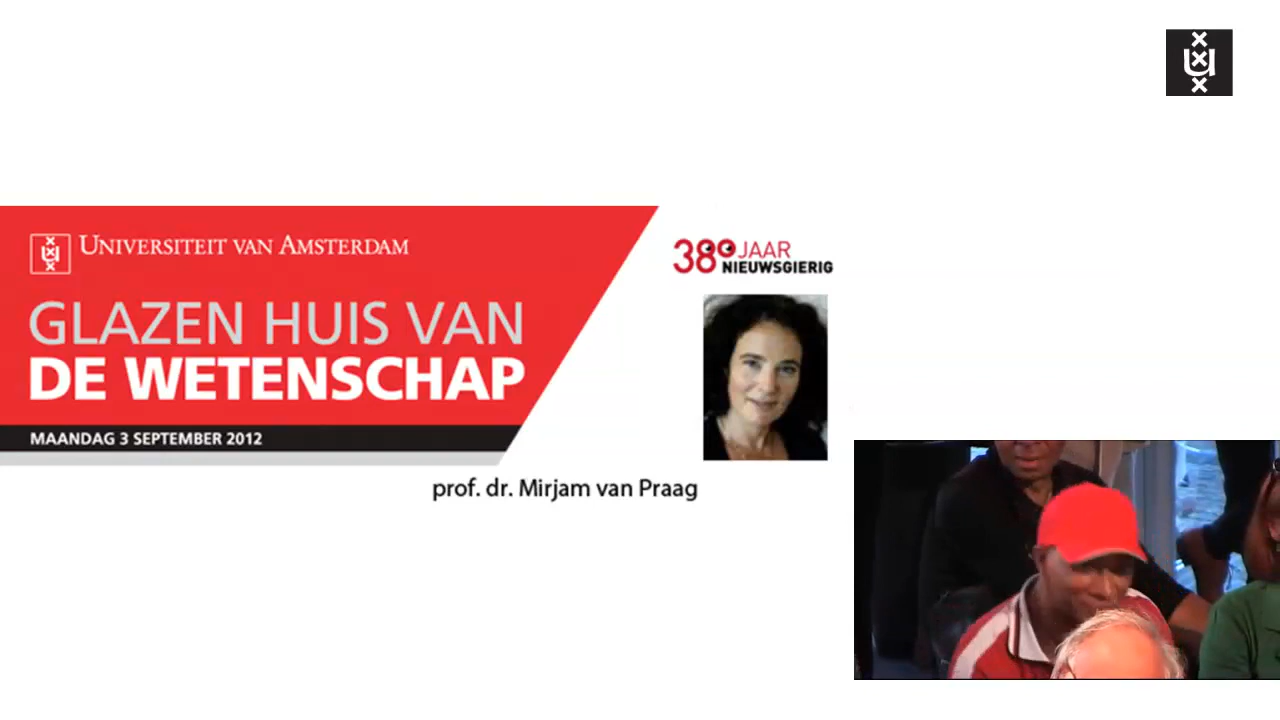 UNIVERSITEIT VAN AMSTERDAM
GLAZEN HUIS VAN
DE WETENSCHAP
MAANDAG 3 SEPTEMBER 2012
380 JAAR
NIEUWSGIERIG
prof. dr. Mirjam van Praag